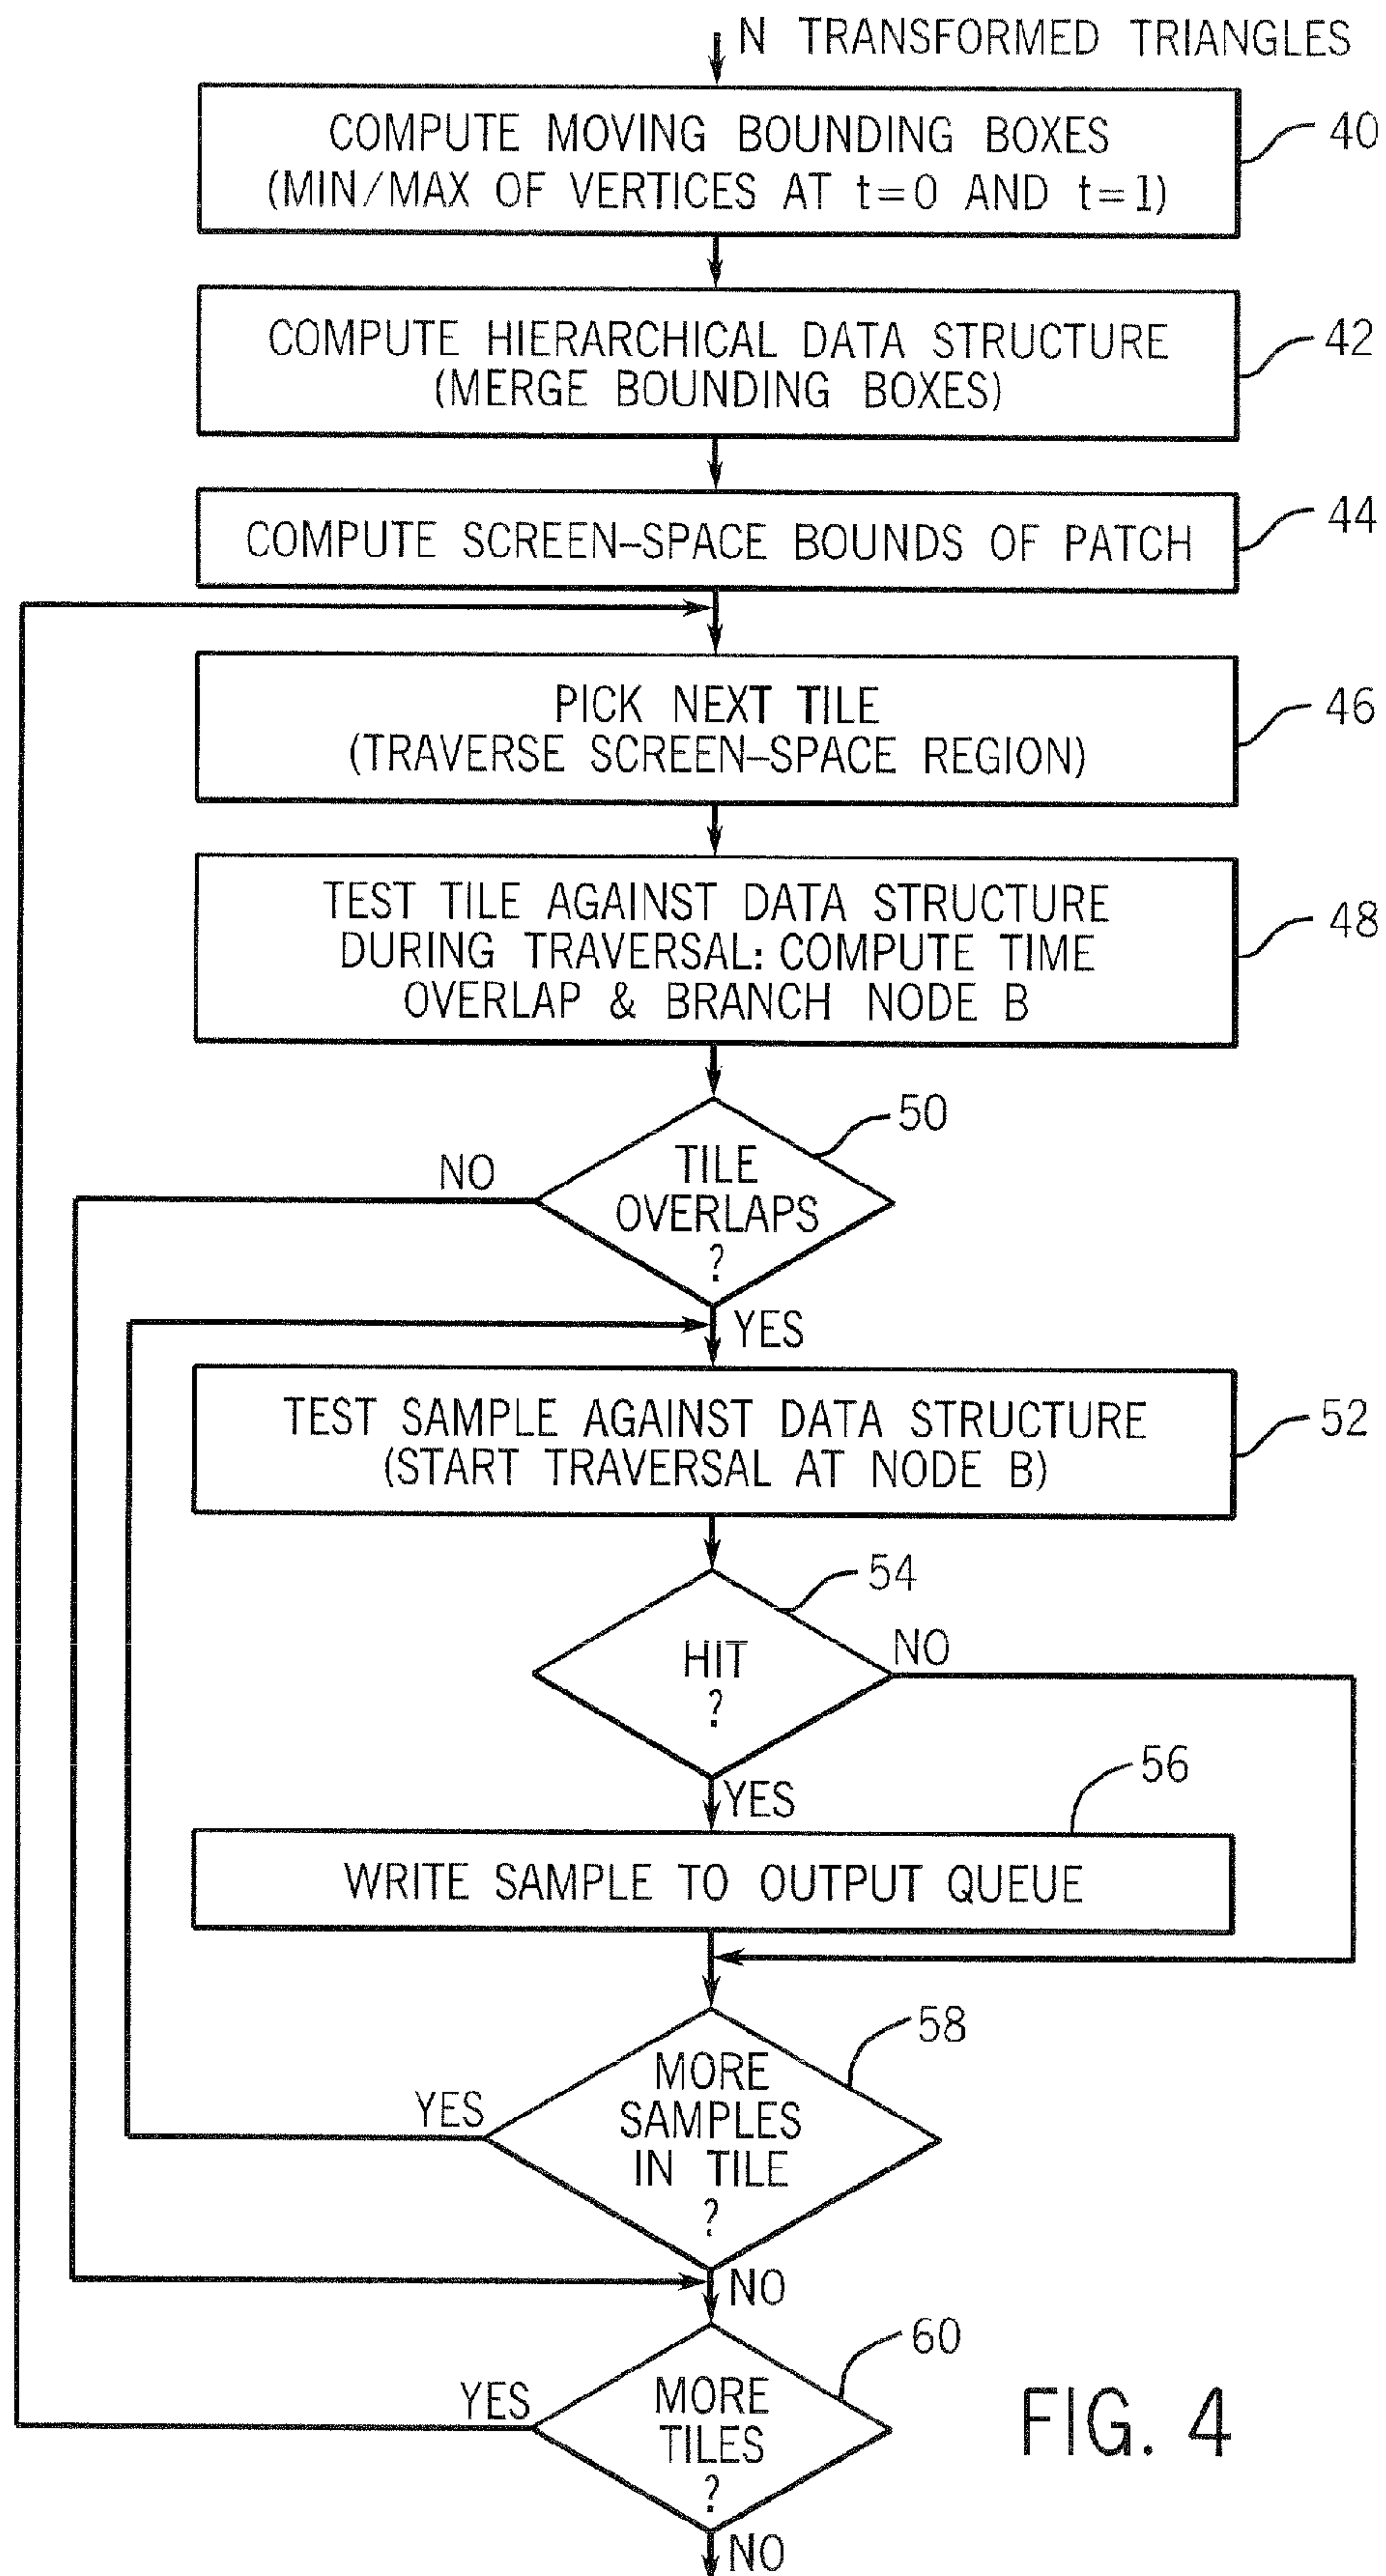 N TRANSFORMED TRIANGLES
COMPUTE MOVING BOUNDING BOXES
(MIN/MAX OF VERTICES AT t=0 AND t=1)
40
COMPUTE HIERARCHICAL DATA STRUCTURE
(MERGE BOUNDING BOXES)
42
COMPUTE SCREEN–SPACE BOUNDS OF PATCH
44
PICK NEXT TILE
(TRAVERSE SCREEN–SPACE REGION)
46
TEST TILE AGAINST DATA STRUCTURE
DURING TRAVERSAL: COMPUTE TIME
OVERLAP & BRANCH NODE B
48
50
NO
TILE
OVERLAPS
?
YES
TEST SAMPLE AGAINST DATA STRUCTURE
(START TRAVERSAL AT NODE B)
52
54
HIT
?
NO
YES
56
WRITE SAMPLE TO OUTPUT QUEUE
58
MORE
SAMPLES
IN TILE
?
YES
NO
60
MORE
TILES
?
YES
NO
FIG. 4